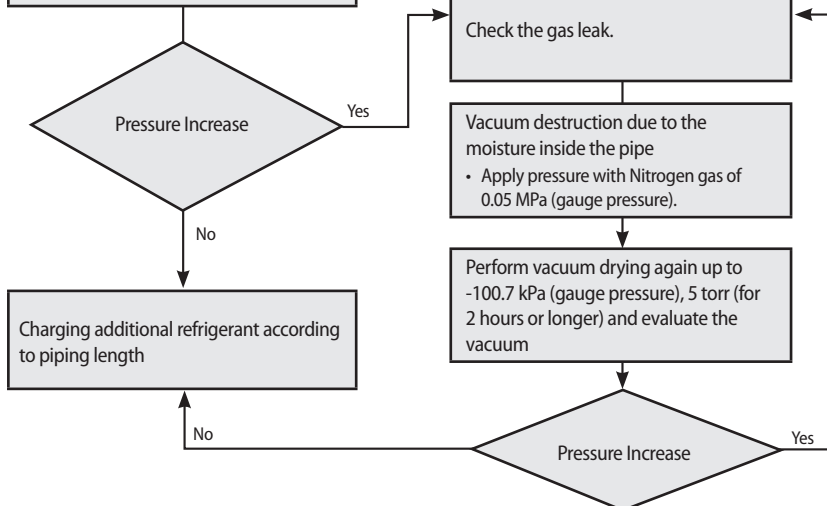 Check the gas leak.
Pressure Increase
Yes
Vacuum destruction due to the
moisture inside the pipe
• Apply pressure with Nitrogen gas of
0.05 MPa (gauge pressure).
No
Perform vacuum drying again up to
-100.7 kPa (gauge pressure), 5 torr (for
2 hours or longer) and evaluate the
vacuum
Charging additional refrigerant according
to piping length
No
Pressure Increase
Yes